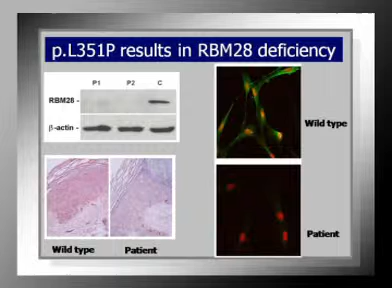 p.L351P results in RBM28 deficiency
P1 P2 C
RBM28 -
β-actin -
Wild type
Patient
Wild type Patient